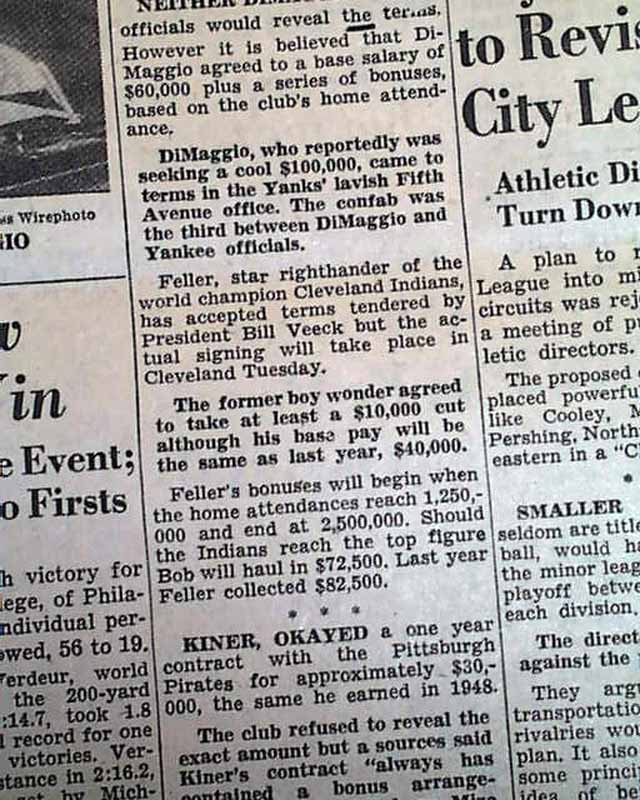 Wirephoto
Event;
Firsts
victory for
of Phila-
per-
56 to 19.
world
the 200-yard
:14.7, took 1.8
record for one
victories. Ver-
in 2:16.2,
by Mich-
NEITHER
officials would reveal the terms.
However it is believed that Di-
Maggio agreed to a base salary of
$60,000 plus a series of bonuses,
based on the club's home attend-
ance.
DiMaggio, who reportedly was
seeking a cool $100,000, came to
terms in the Yanks' lavish Fifth
Avenue office. The confab was
the third between DiMaggio and
Yankee officials.
Feller, star righthander of the
world champion Cleveland Indians,
has accepted terms tendered by
President Bill Veeck but the ac-
tual signing will take place in
Cleveland Tuesday.
The former boy wonder agreed
to take at least a $10,000 cut
although his base pay will be
the same as last year, $40,000.
Feller's bonuses will begin when
the home attendances reach 1,250,-
000 and end at 2,500,000. Should
the Indians reach the top figure
Bob will haul in $72,500. Last year
Feller collected $82,500.
* * *
KINER, OKAYED a one year
contract with the Pittsburgh
Pirates for approximately $30,-
000, the same he earned in 1948.
The club refused to reveal the
exact amount but a sources said
Kiner's contract "always has
contained a bonus arrange-
to Revis
City Le
Athletic Di
Turn Down
A plan to
League into
circuits was
a meeting of
letic directors.
The proposed
placed powerfu
like Cooley,
Pershing, North
eastern in a "C
*
SMALLER
seldom are title
ball, would
the minor leag
playoff betwe
each division.
The direct
against the
They arg
transportatio
rivalries wou
plan. It also
some princi
idea of be